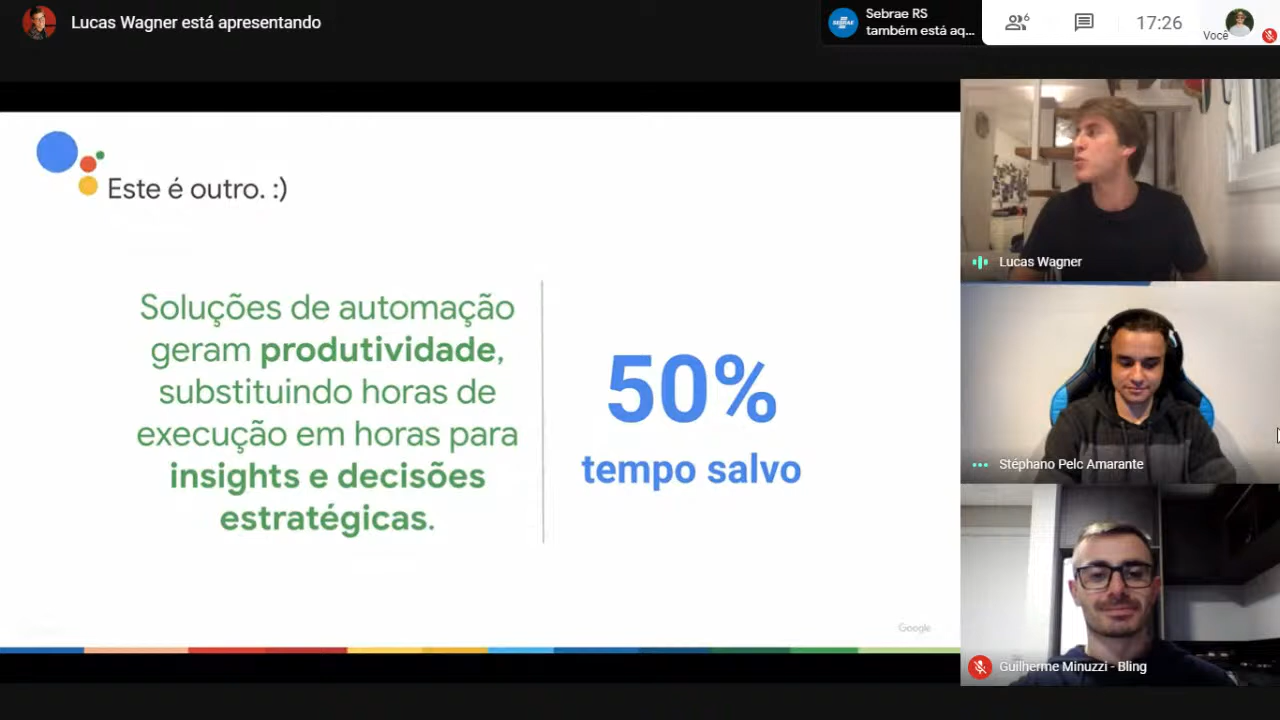 Lucas Wagner está apresentando
Sebrae RS
também está aq...
6
17:26
Você
SEBRAE
Este é outro. :)
Soluções de automação
geram produtividade,
substituindo horas de
execução em horas para
insights e decisões
estratégicas.
50%
tempo salvo
Google
Lucas Wagner
Stéphano Pelc Amarante
Guilherme Minuzzi - Bling